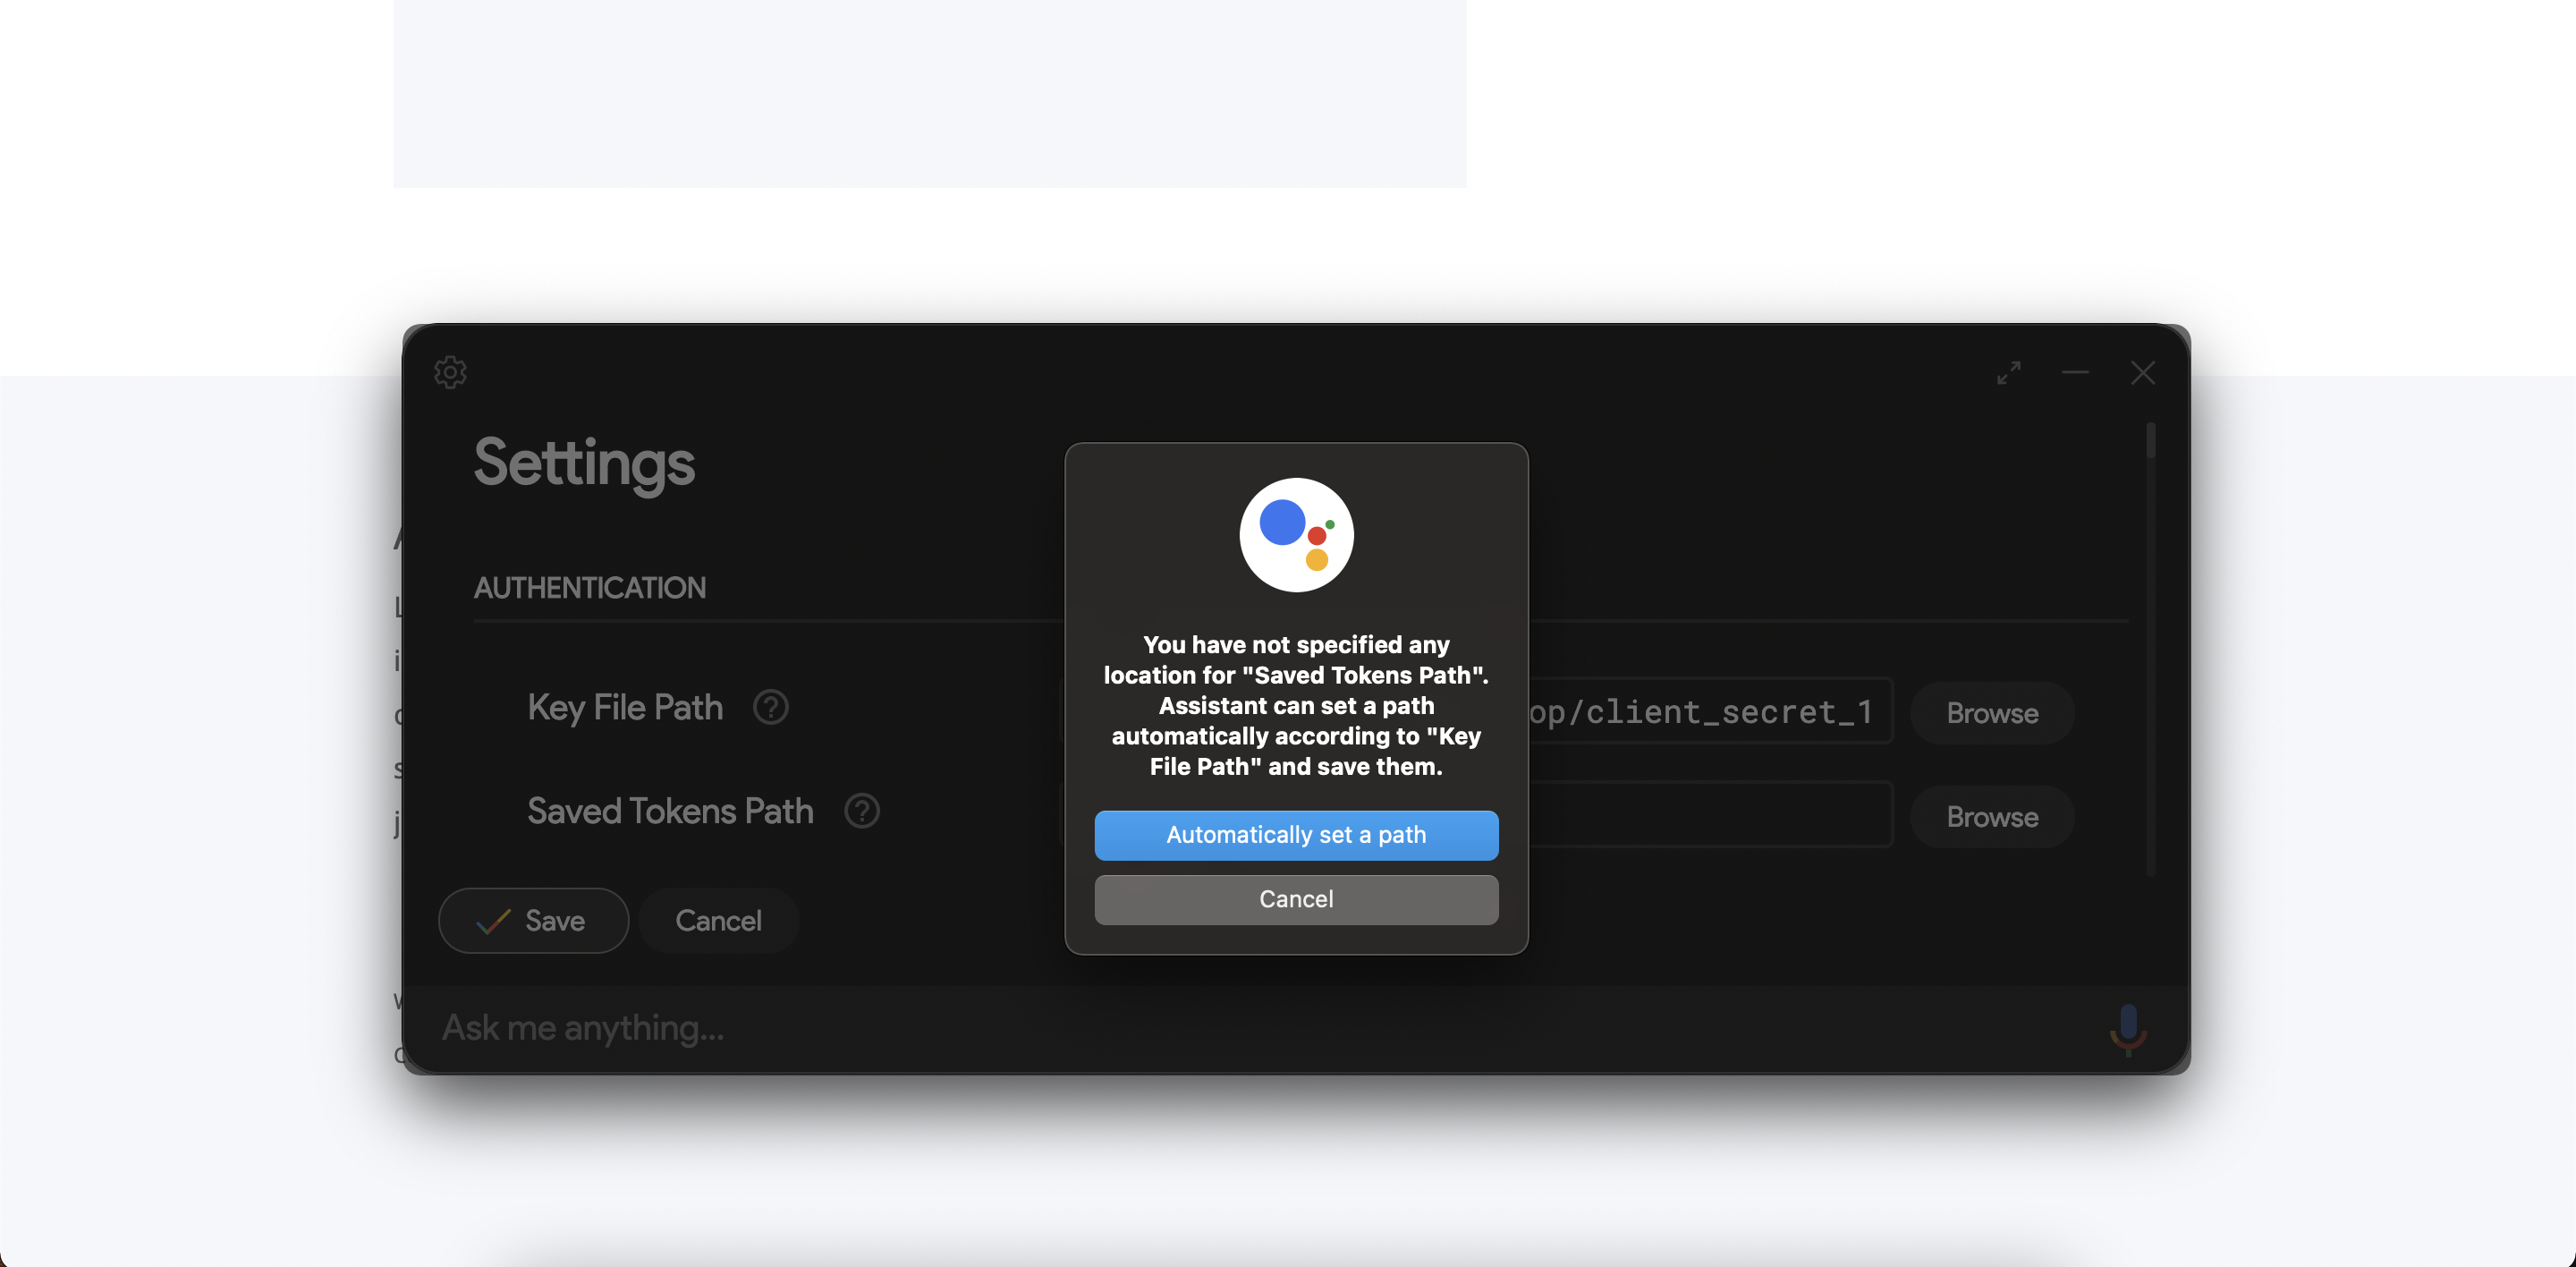 Settings
AUTHENTICATION
Key File Path
op/client_secret_1
Browse
Saved Tokens Path
Browse
Save
Cancel
Ask me anything...
You have not specified any
location for "Saved Tokens Path".
Assistant can set a path
automatically according to "Key
File Path" and save them.
Automatically set a path
Cancel